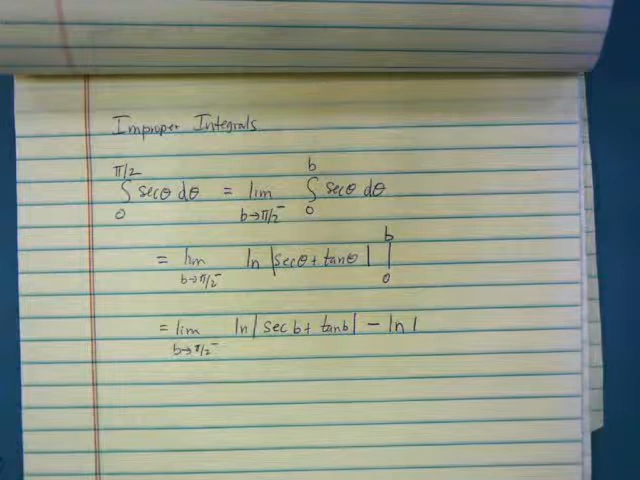 Improper Integrals
∫₀^{π/2} secθ dθ = lim_{b→π/2⁻} ∫₀^b secθ dθ
= lim_{b→π/2⁻} ln |secθ + tanθ| |₀^b
= lim_{b→π/2⁻} ln |sec b + tan b| − ln 1